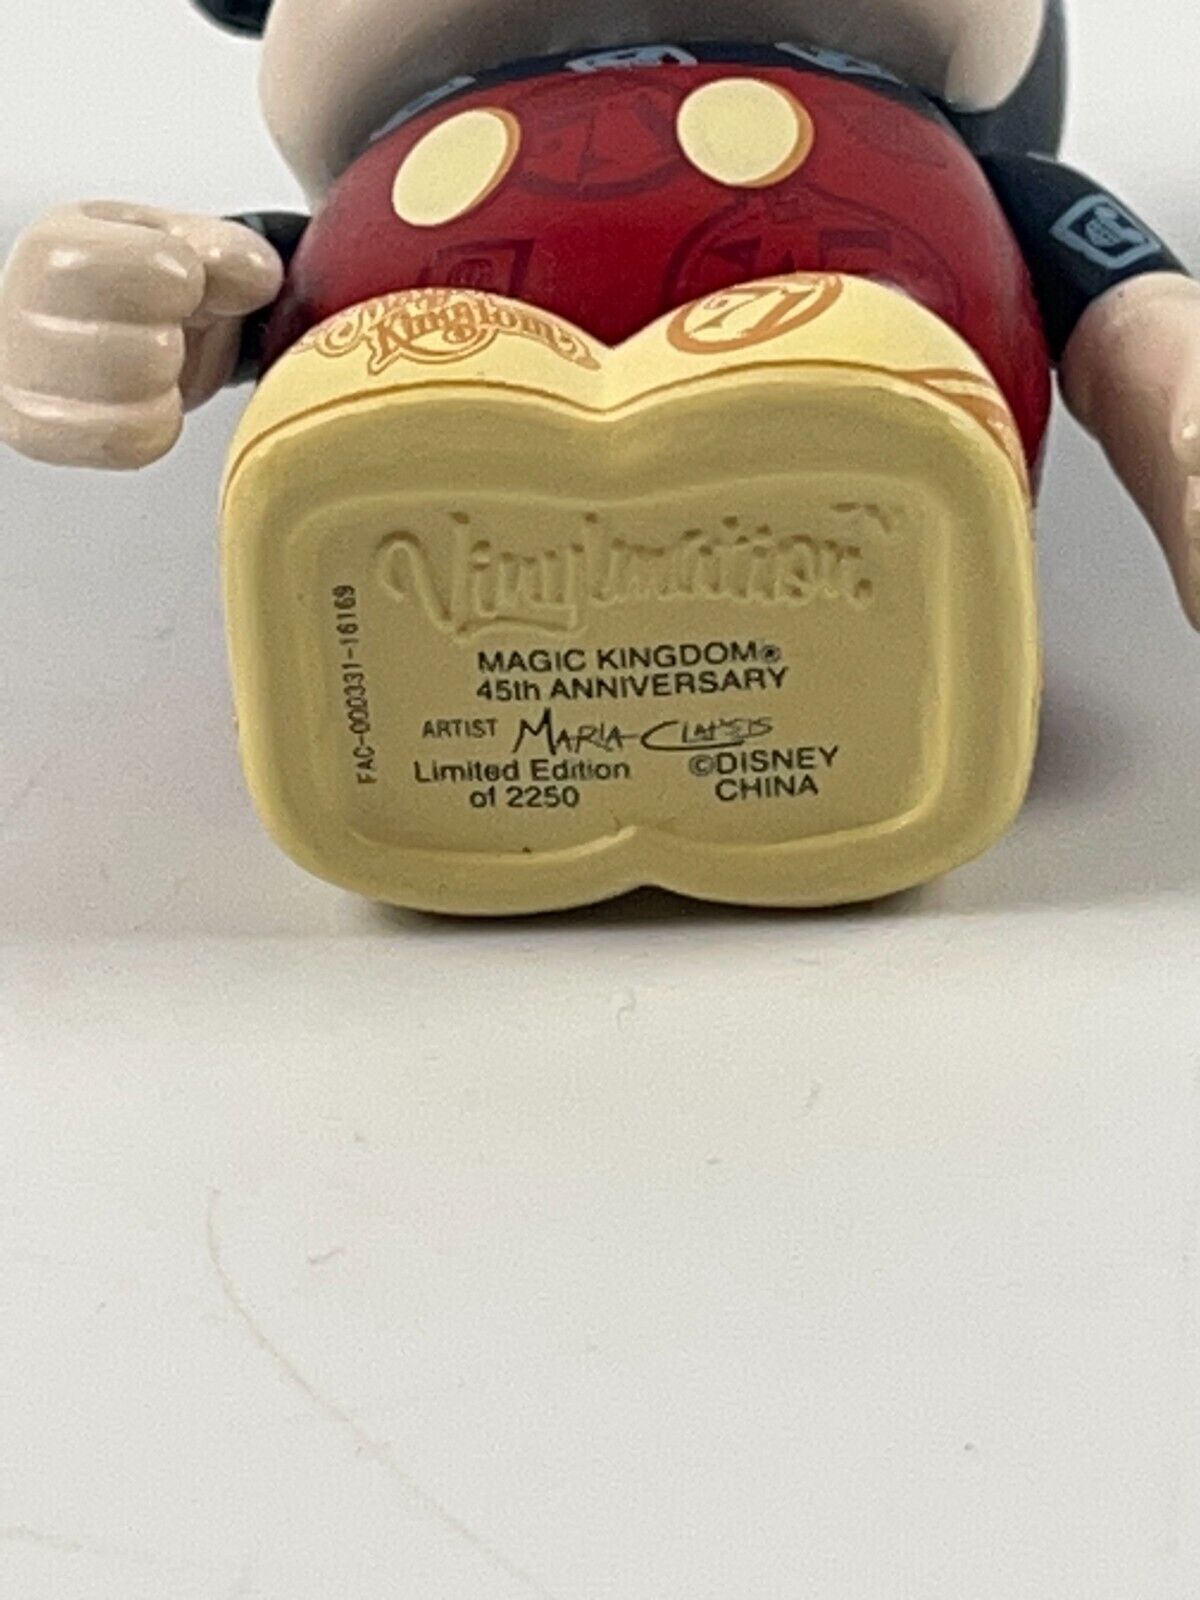 Magic
Kingdom
71
Vinylmation™
MAGIC KINGDOM®
45th ANNIVERSARY
ARTIST MARIA CLAPSIS
Limited Edition
of 2250
©DISNEY
CHINA
FAC-000331-16169